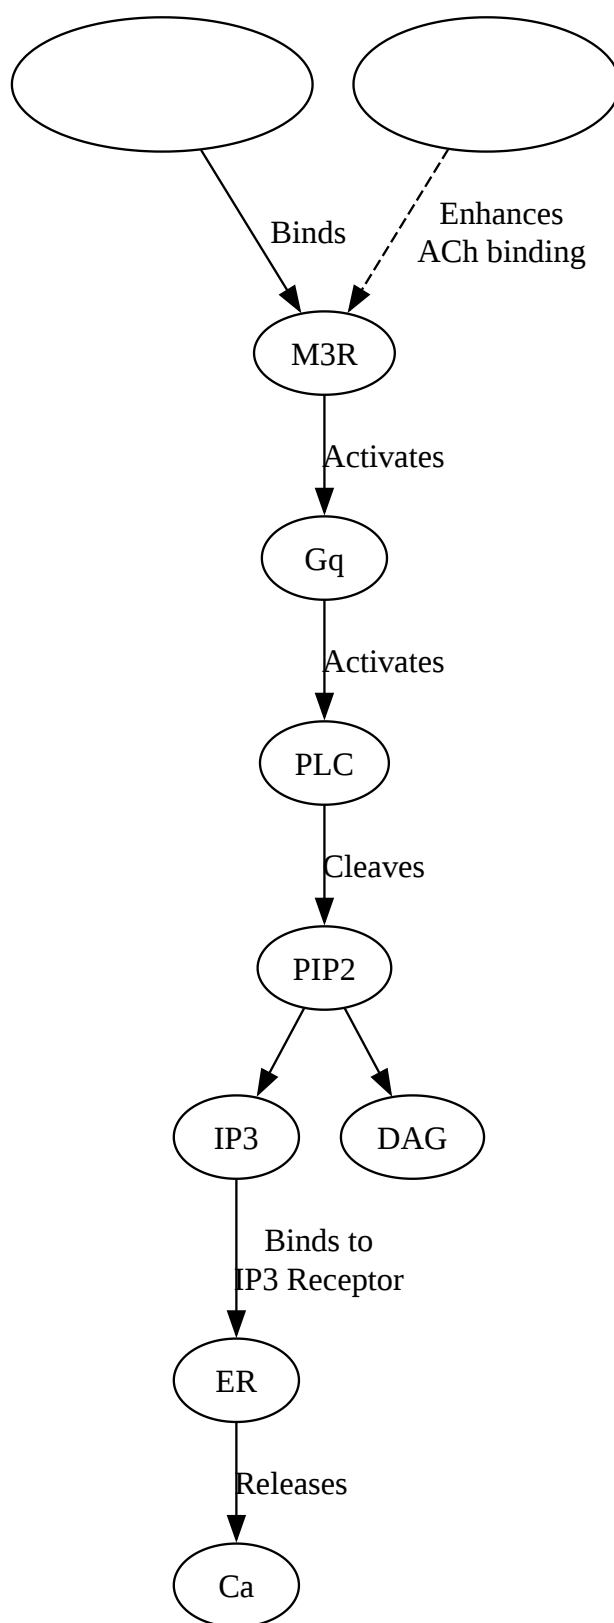 Binds
Enhances
ACh binding
M3R
Activates
Gq
Activates
PLC
Cleaves
PIP2
IP3
DAG
Binds to
IP3 Receptor
ER
Releases
Ca